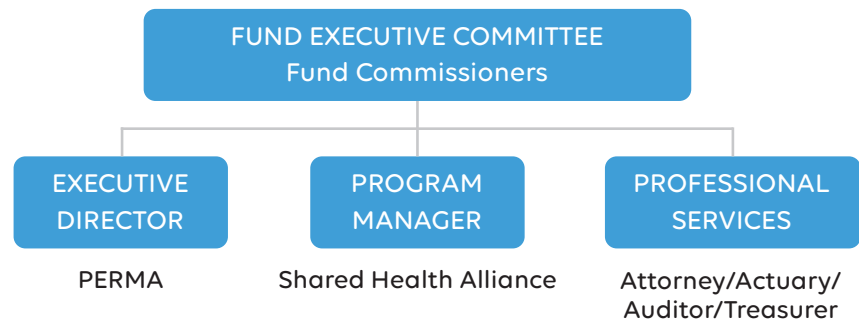 FUND EXECUTIVE COMMITTEE
Fund Commissioners
EXECUTIVE
DIRECTOR
PERMA
PROGRAM
MANAGER
Shared Health Alliance
PROFESSIONAL
SERVICES
Attorney/Actuary/
Auditor/Treasurer